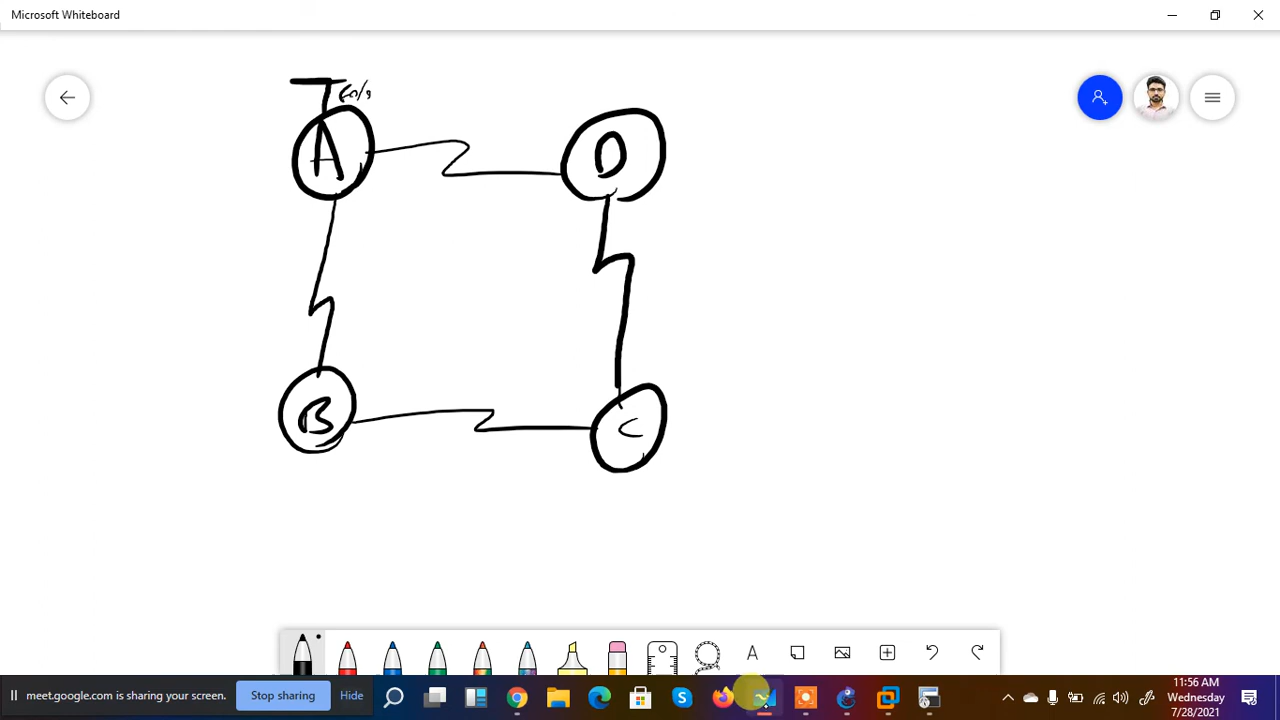 Microsoft Whiteboard
A
D
B
C
A
meet.google.com is sharing your screen.
Stop sharing
Hide
11:56 AM
Wednesday
7/28/2021